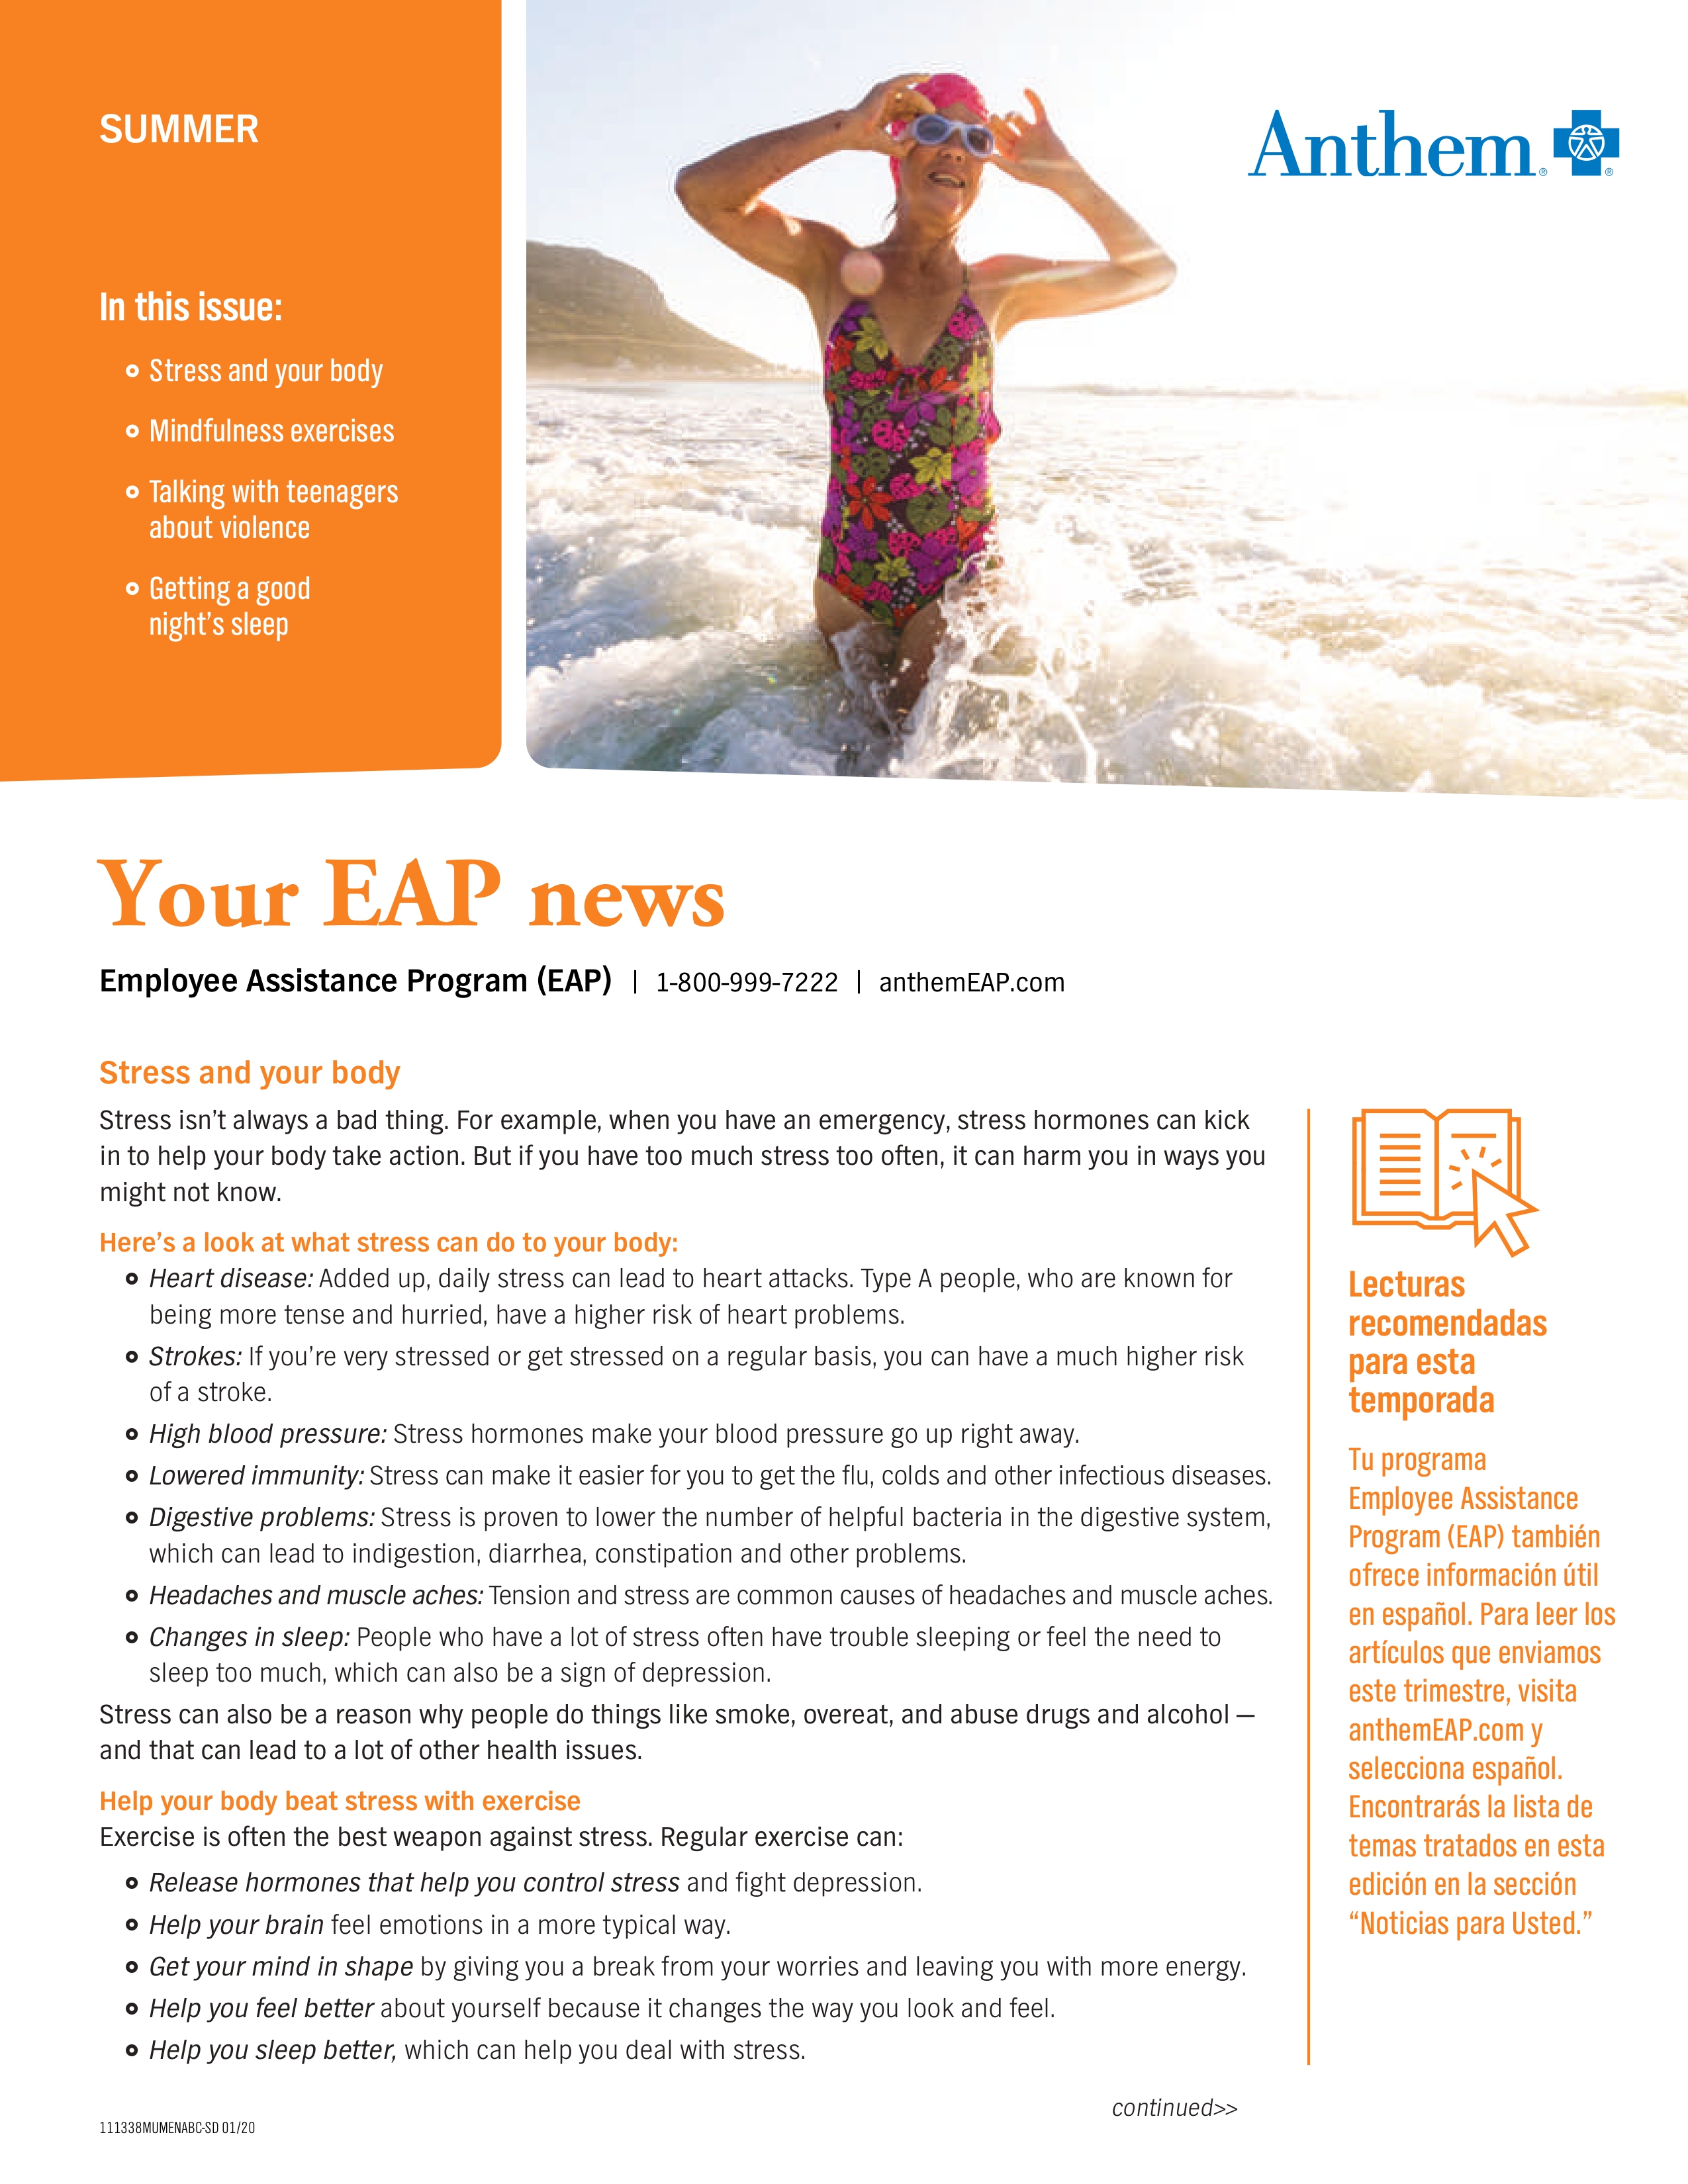 SUMMER
In this issue:
Stress and your body
Mindfulness exercises
Talking with teenagers
about violence
Getting a good
night's sleep
Anthem
Your EAP news
Employee Assistance Program (EAP) | 1-800-999-7222 | anthemEAP.com
Stress and your body
Stress isn't always a bad thing. For example, when you have an emergency, stress hormones can kick
in to help your body take action. But if you have too much stress too often, it can harm you in ways you
might not know.
Here's a look at what stress can do to your body:
Heart disease: Added up, daily stress can lead to heart attacks. Type A people, who are known for
being more tense and hurried, have a higher risk of heart problems.
Strokes: If you're very stressed or get stressed on a regular basis, you can have a much higher risk
of a stroke.
High blood pressure: Stress hormones make your blood pressure go up right away.
Lowered immunity: Stress can make it easier for you to get the flu, colds and other infectious diseases.
Digestive problems: Stress is proven to lower the number of helpful bacteria in the digestive system,
which can lead to indigestion, diarrhea, constipation and other problems.
Headaches and muscle aches: Tension and stress are common causes of headaches and muscle aches.
Changes in sleep: People who have a lot of stress often have trouble sleeping or feel the need to
sleep too much, which can also be a sign of depression.
Stress can also be a reason why people do things like smoke, overeat, and abuse drugs and alcohol —
and that can lead to a lot of other health issues.
Help your body beat stress with exercise
Exercise is often the best weapon against stress. Regular exercise can:
Release hormones that help you control stress and fight depression.
Help your brain feel emotions in a more typical way.
Get your mind in shape by giving you a break from your worries and leaving you with more energy.
Help you feel better about yourself because it changes the way you look and feel.
Help you sleep better, which can help you deal with stress.
continued>>
Lecturas
recomendadas
para esta
temporada
Tu programa
Employee Assistance
Program (EAP) también
ofrece información útil
en español. Para leer los
artículos que enviamos
este trimestre, visita
anthemEAP.com y
selecciona español.
Encontrarás la lista de
temas tratados en esta
edición en la sección
“Noticias para Usted.”
111338MUMENABC-SD 01/20